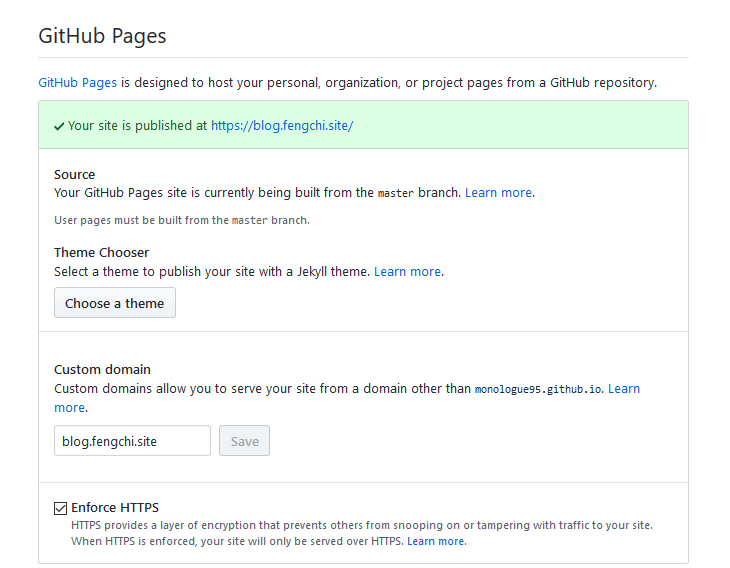 GitHub Pages
GitHub Pages is designed to host your personal, organization, or project pages from a GitHub repository.
Your site is published at https://blog.fengchi.site/
Source
Your GitHub Pages site is currently being built from the master branch. Learn more.
User pages must be built from the master branch.
Theme Chooser
Select a theme to publish your site with a Jekyll theme. Learn more.
Choose a theme
Custom domain
Custom domains allow you to serve your site from a domain other than monologue95.github.io. Learn
more.
blog.fengchi.site Save
Enforce HTTPS
HTTPS provides a layer of encryption that prevents others from snooping on or tampering with traffic to your site.
When HTTPS is enforced, your site will only be served over HTTPS. Learn more.